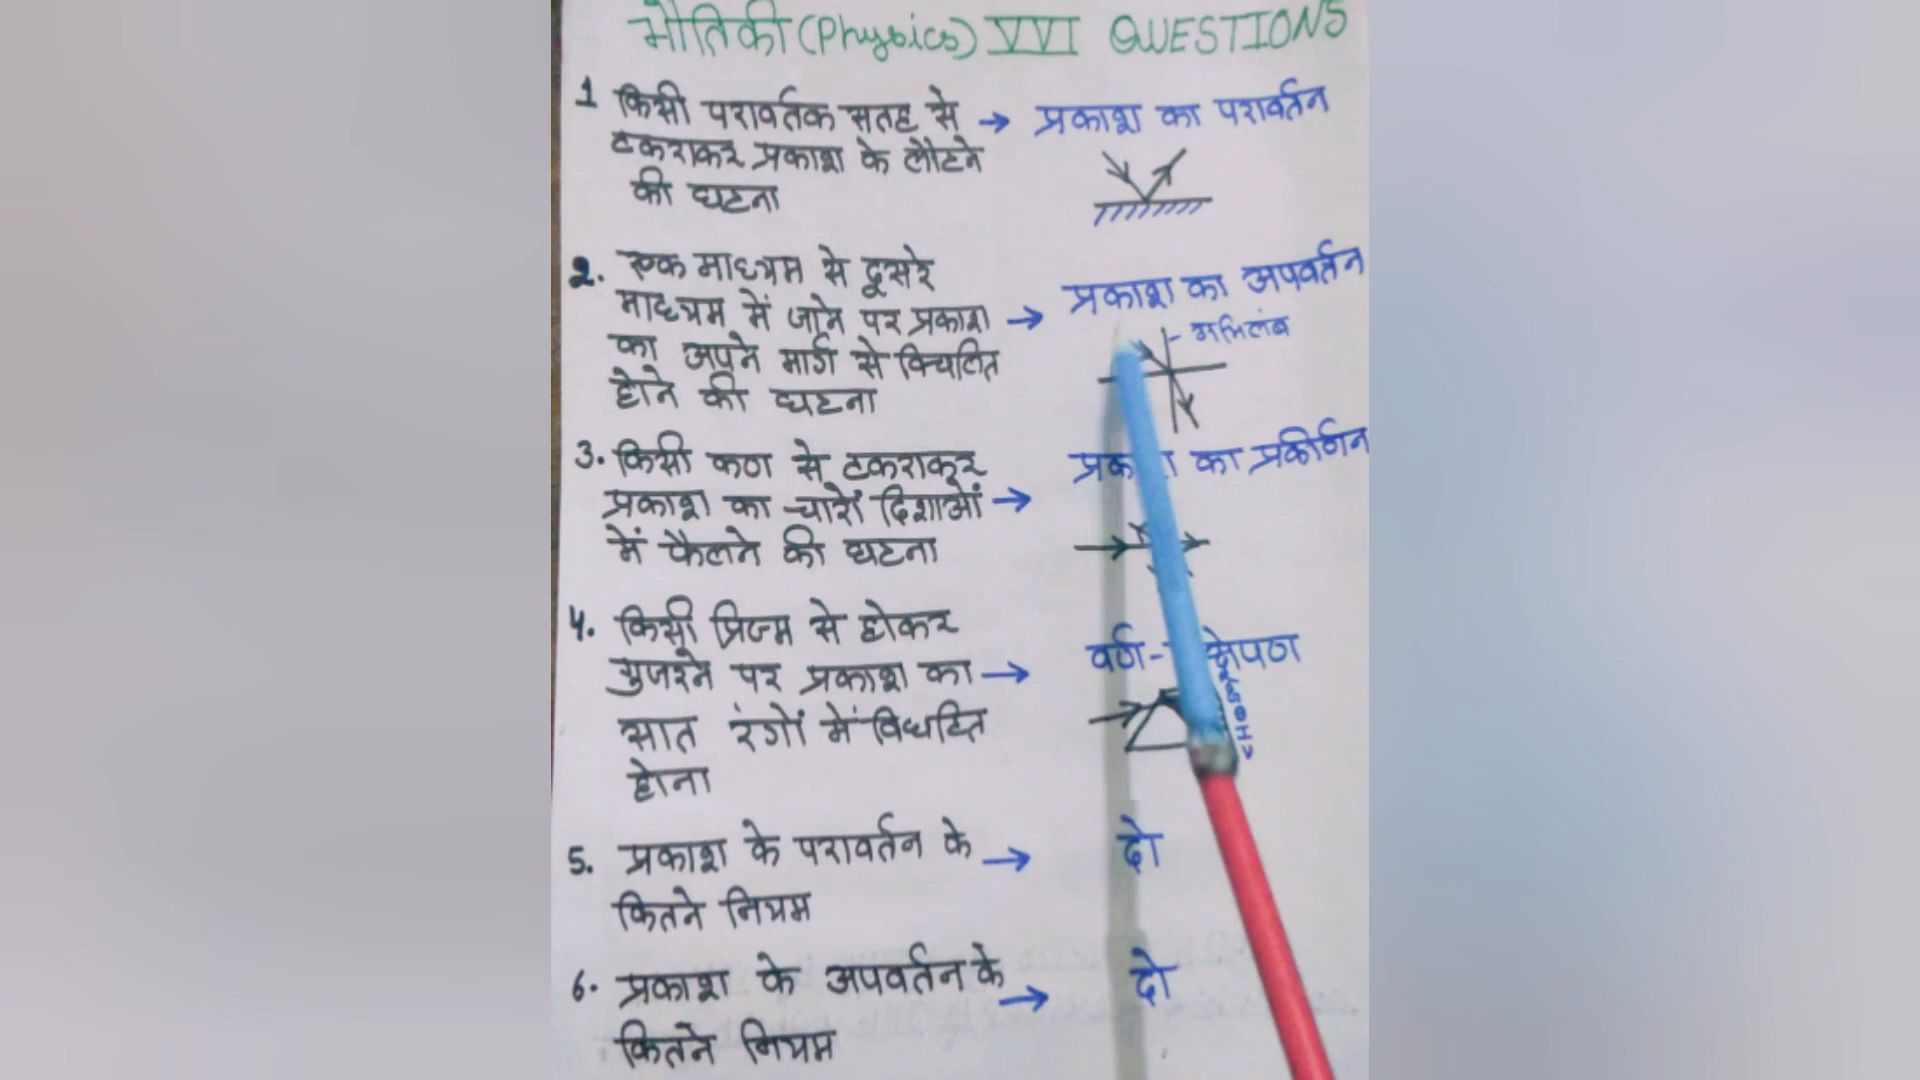 भौतिकी (Physics) VVI QUESTIONS
1 किसी परावर्तक सतह से → प्रकाश का परावर्तन
टकराकर प्रकाश के लौटने
की घटना
2. एक माध्यम से दूसरे
माध्यम में जाने पर प्रकाश → प्रकाश का अपवर्तन
का अपने मार्ग से विचलित
होने की घटना
- अभिलंब
3. किसी कण से टकराकर
प्रकाश का चारों दिशाओं → का प्रकीर्णन
में फैलने की घटना
4. किसी प्रिज्म से होकर
गुजरने पर प्रकाश का → वर्ण-
सात रंगों में विघटित
होना
5. प्रकाश के परावर्तन के → दो
कितने नियम
6. प्रकाश के अपवर्तन के → दो
कितने नियम